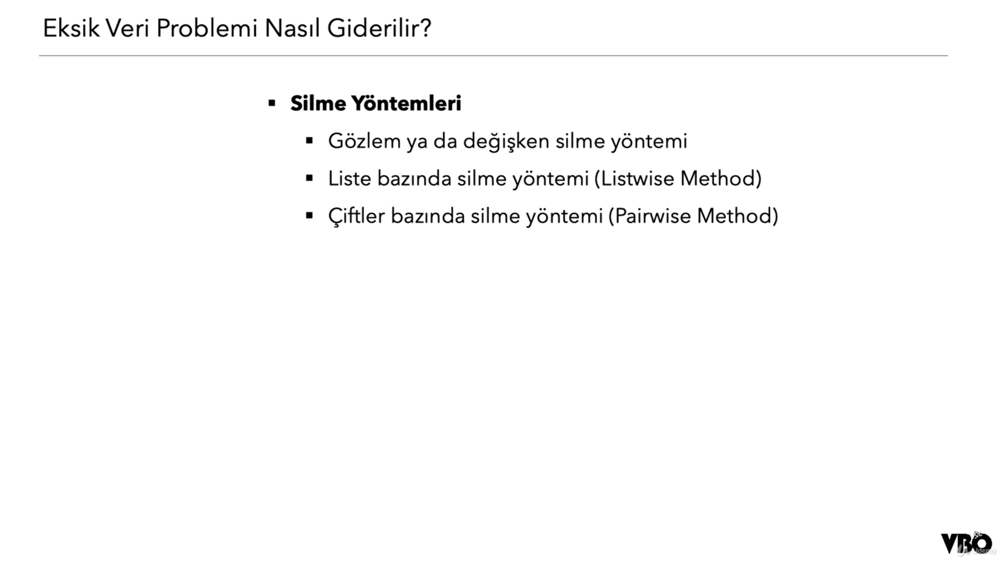 Eksik Veri Problemi Nasıl Giderilir?
▪ Silme Yöntemleri
▪ Gözlem ya da değişken silme yöntemi
▪ Liste bazında silme yöntemi (Listwise Method)
▪ Çiftler bazında silme yöntemi (Pairwise Method)
VBO
Udemy